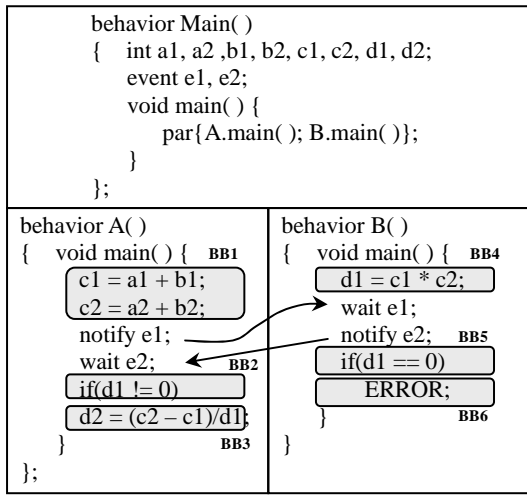 behavior Main( )
{ int a1, a2 ,b1, b2, c1, c2, d1, d2;
event e1, e2;
void main( ) {
par{A.main( ); B.main( )};
}
};
behavior A( )
{ void main( ) { BB1
c1 = a1 + b1;
c2 = a2 + b2;
notify e1;
wait e2; BB2
if(d1 != 0)
d2 = (c2 – c1)/d1;
} BB3
};
behavior B( )
{ void main( ) { BB4
d1 = c1 * c2;
wait e1;
notify e2; BB5
if(d1 == 0)
ERROR;
} BB6
}